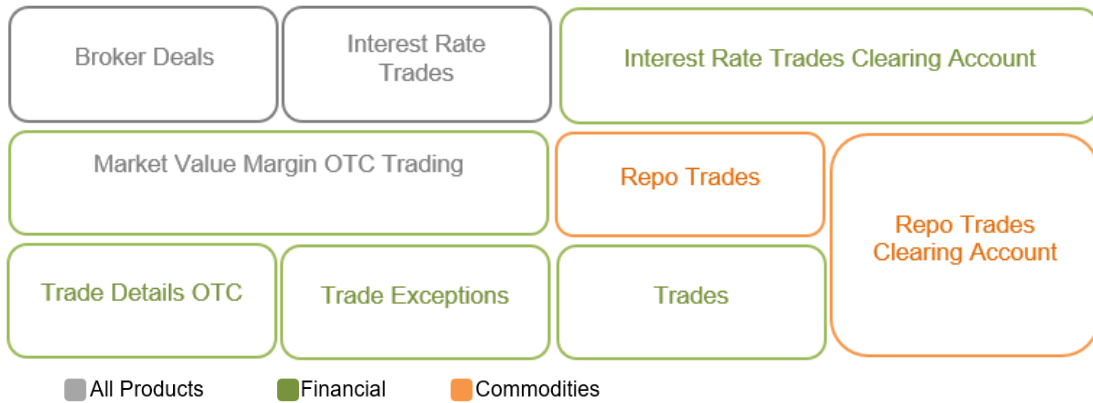 Broker Deals
Interest Rate
Trades
Interest Rate Trades Clearing Account
Market Value Margin OTC Trading
Repo Trades
Repo Trades
Clearing Account
Trade Details OTC
Trade Exceptions
Trades
All Products
Financial
Commodities